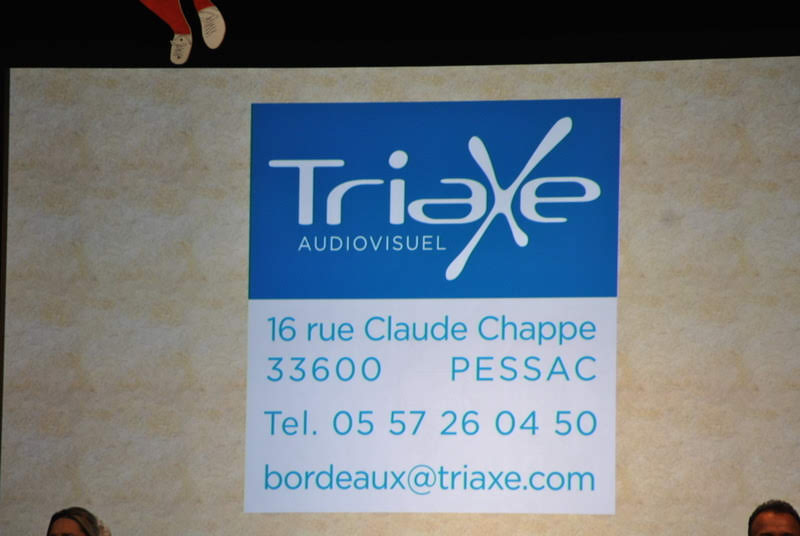 TriaXe
AUDIOVISUEL
16 rue Claude Chappe
33600 PESSAC
Tel. 05 57 26 04 50
bordeaux@triaxe.com